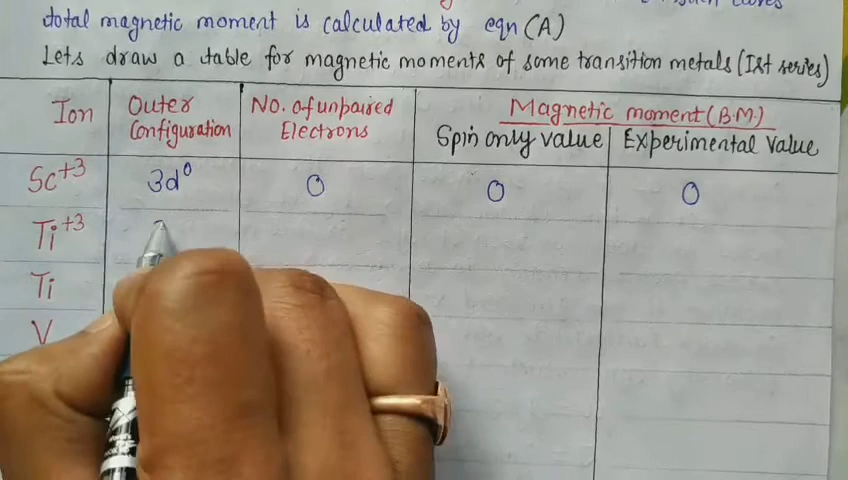 total magnetic moment is calculated by eqn (A)
Lets draw a table for magnetic moments of some transition metals (Ist series)
Ion Outer Configuration No. of unpaired Electrons Magnetic moment (B.M.)
Spin only value Experimental Value
Sc+3 3d⁰ 0 0 0
Ti+3
Ti
V